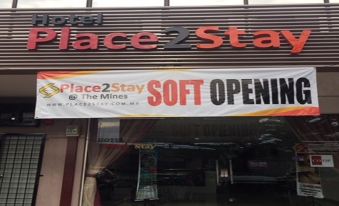 Hotel
Place2Stay
Place2Stay
@ The Mines
WWW.PLACE2STAY.COM.MY
SOFT OPENING